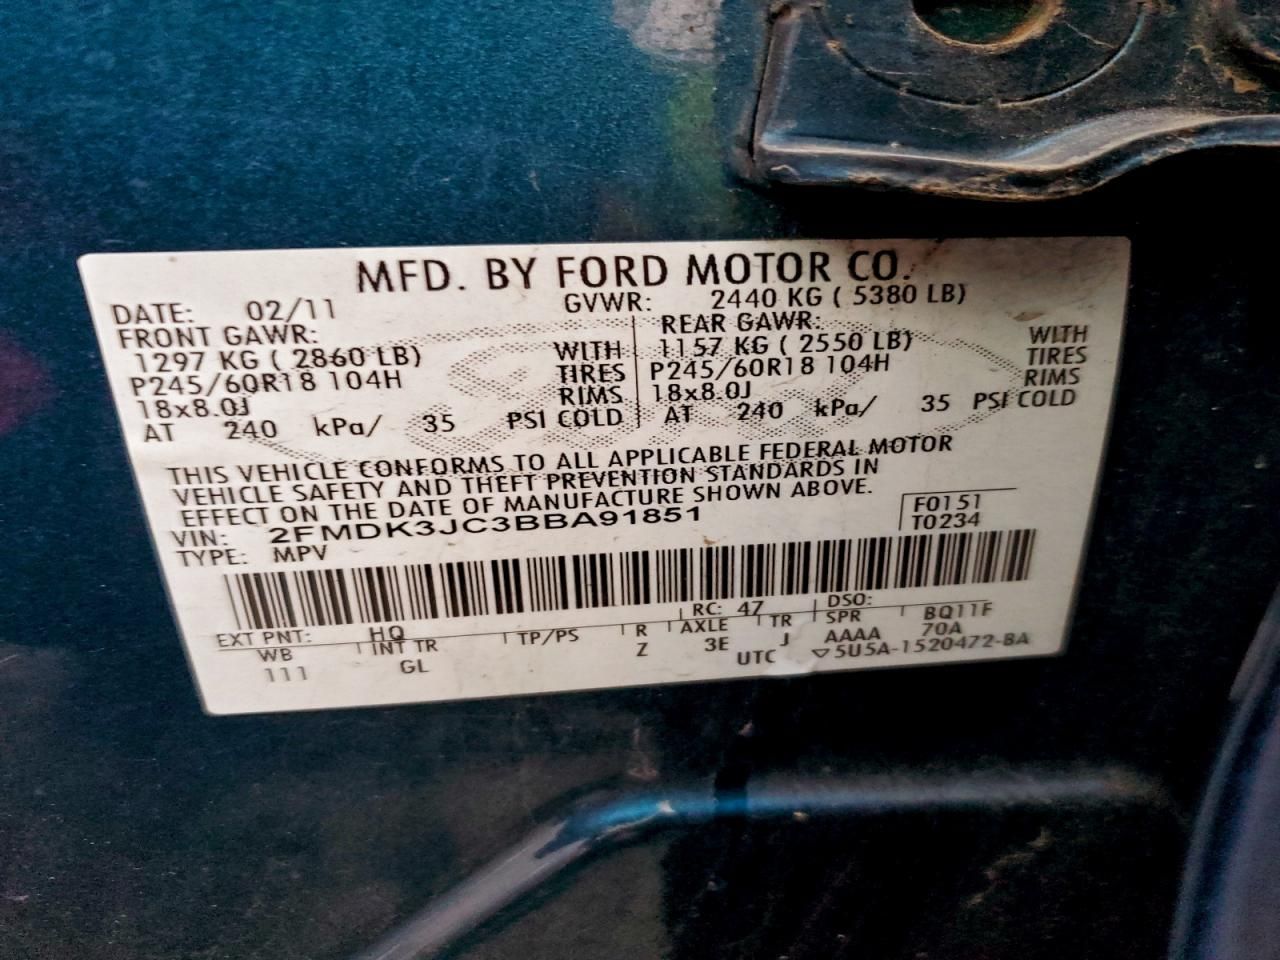 MFD. BY FORD MOTOR CO.
DATE: 02/11 GVWR: 2440 KG ( 5380 LB)
FRONT GAWR: REAR GAWR:
1297 KG ( 2860 LB) WITH 1157 KG ( 2550 LB) WITH
P245/60R18 104H TIRES P245/60R18 104H TIRES
18x8.0J RIMS 18x8.0J RIMS
AT 240 kPa/ 35 PSI COLD AT 240 kPa/ 35 PSI COLD
THIS VEHICLE CONFORMS TO ALL APPLICABLE FEDERAL MOTOR
VEHICLE SAFETY AND THEFT PREVENTION STANDARDS IN
EFFECT ON THE DATE OF MANUFACTURE SHOWN ABOVE.
VIN: 2FMDK3JC3BBA91851 F0151
TYPE: MPV T0234
EXT PNT: HQ RC: 47 DSO:
WB INT TR TP/PS R AXLE TR SPR BQ11F
111 GL Z 3E J AAAA 70A
UTC ▽5U5A-1520472-BA